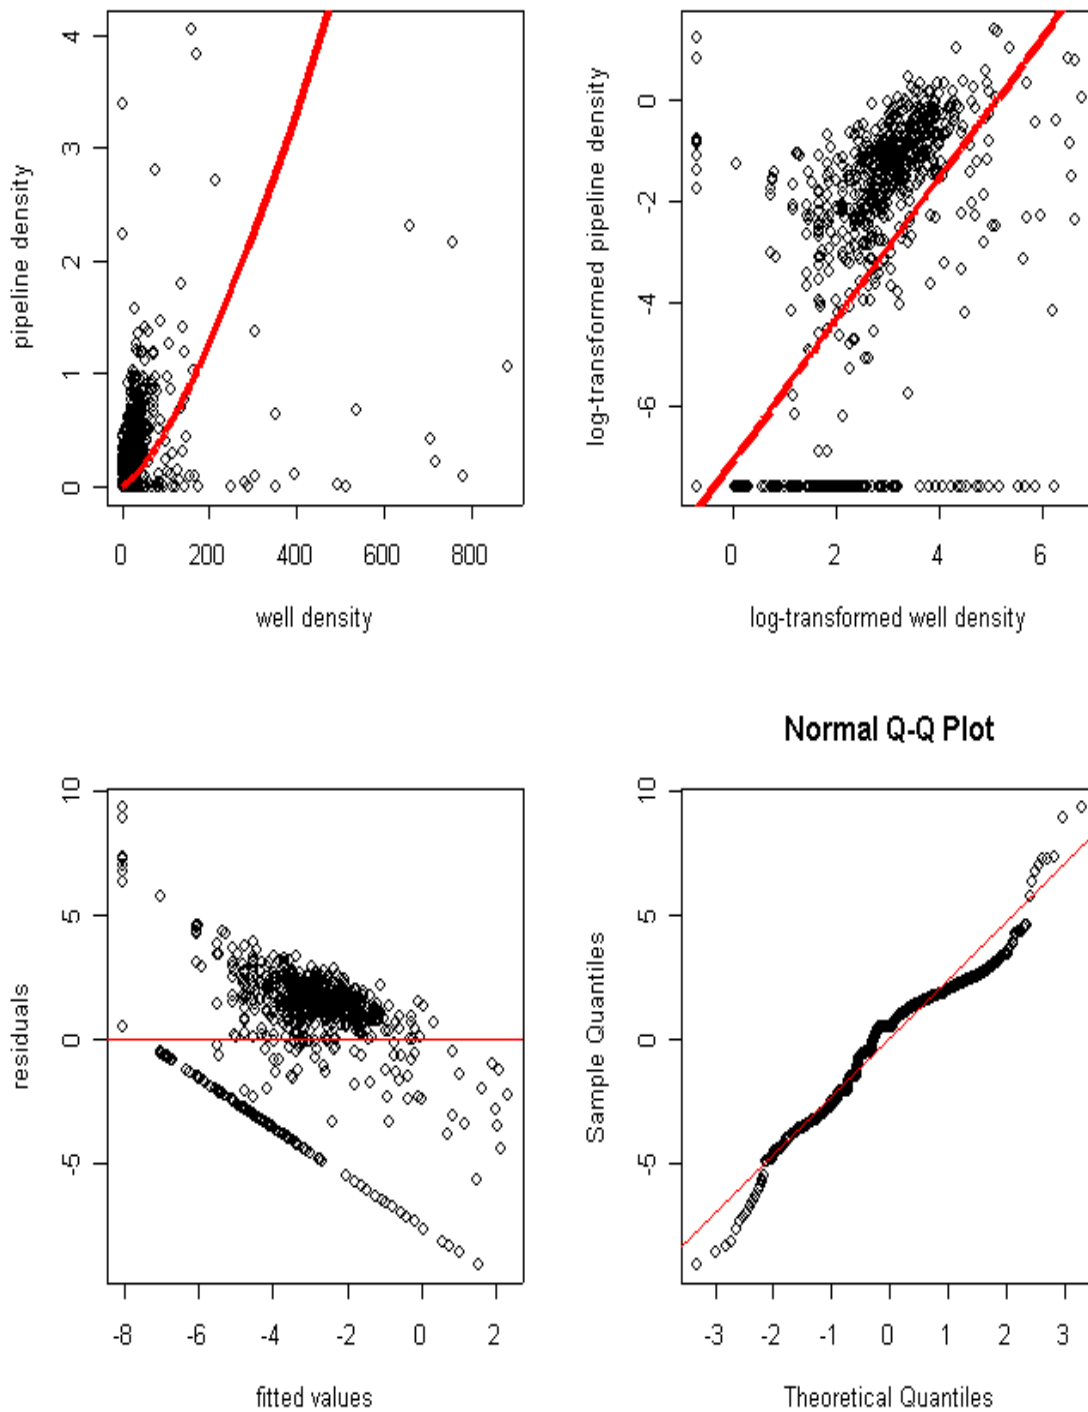 4
3
2
1
0
pipeline density
0 200 400 600 800
well density
0
-2
-4
-6
log-transformed pipeline density
0 2 4 6
log-transformed well density
10
5
0
-5
residuals
-8 -6 -4 -2 0 2
fitted values
Normal Q-Q Plot
10
5
0
-5
Sample Quantiles
-3 -2 -1 0 1 2 3
Theoretical Quantiles